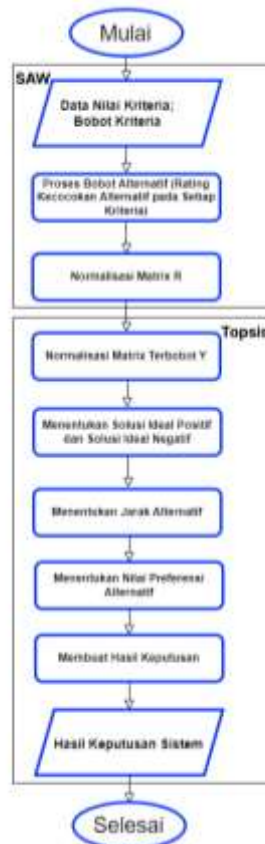 Mulai
SAW
Data Nilai Kriteria;
Bobot Kriteria
Proses Bobot Alternatif (Rating
Kecocokan Alternatif pada Setiap
Kriteria)
Normalisasi Matrix R
Topsis
Normalisasi Matrix Terbobot Y
Menentukan Solusi Ideal Positif
dan Solusi Ideal Negatif
Menentukan Jarak Alternatif
Menentukan Nilai Preferensi
Alternatif
Membuat Hasil Keputusan
Hasil Keputusan Sistem
Selesai